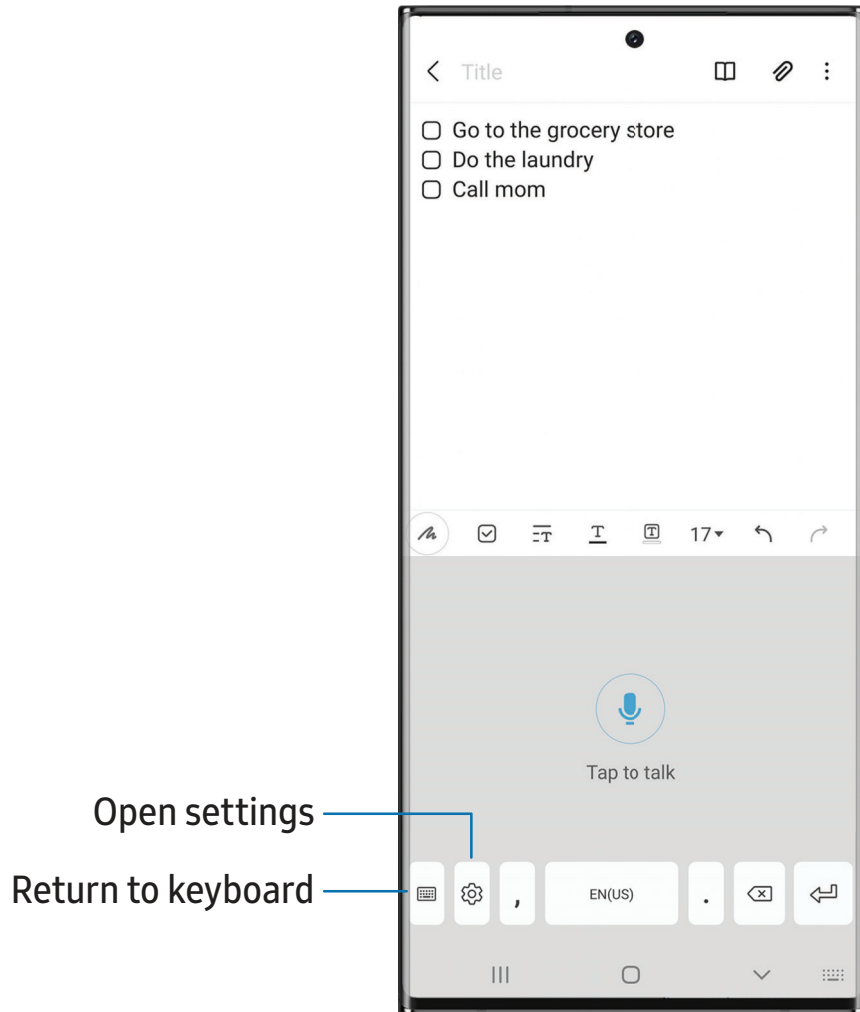 Title
Go to the grocery store
Do the laundry
Call mom
17
Tap to talk
Open settings
Return to keyboard
, EN(US) .